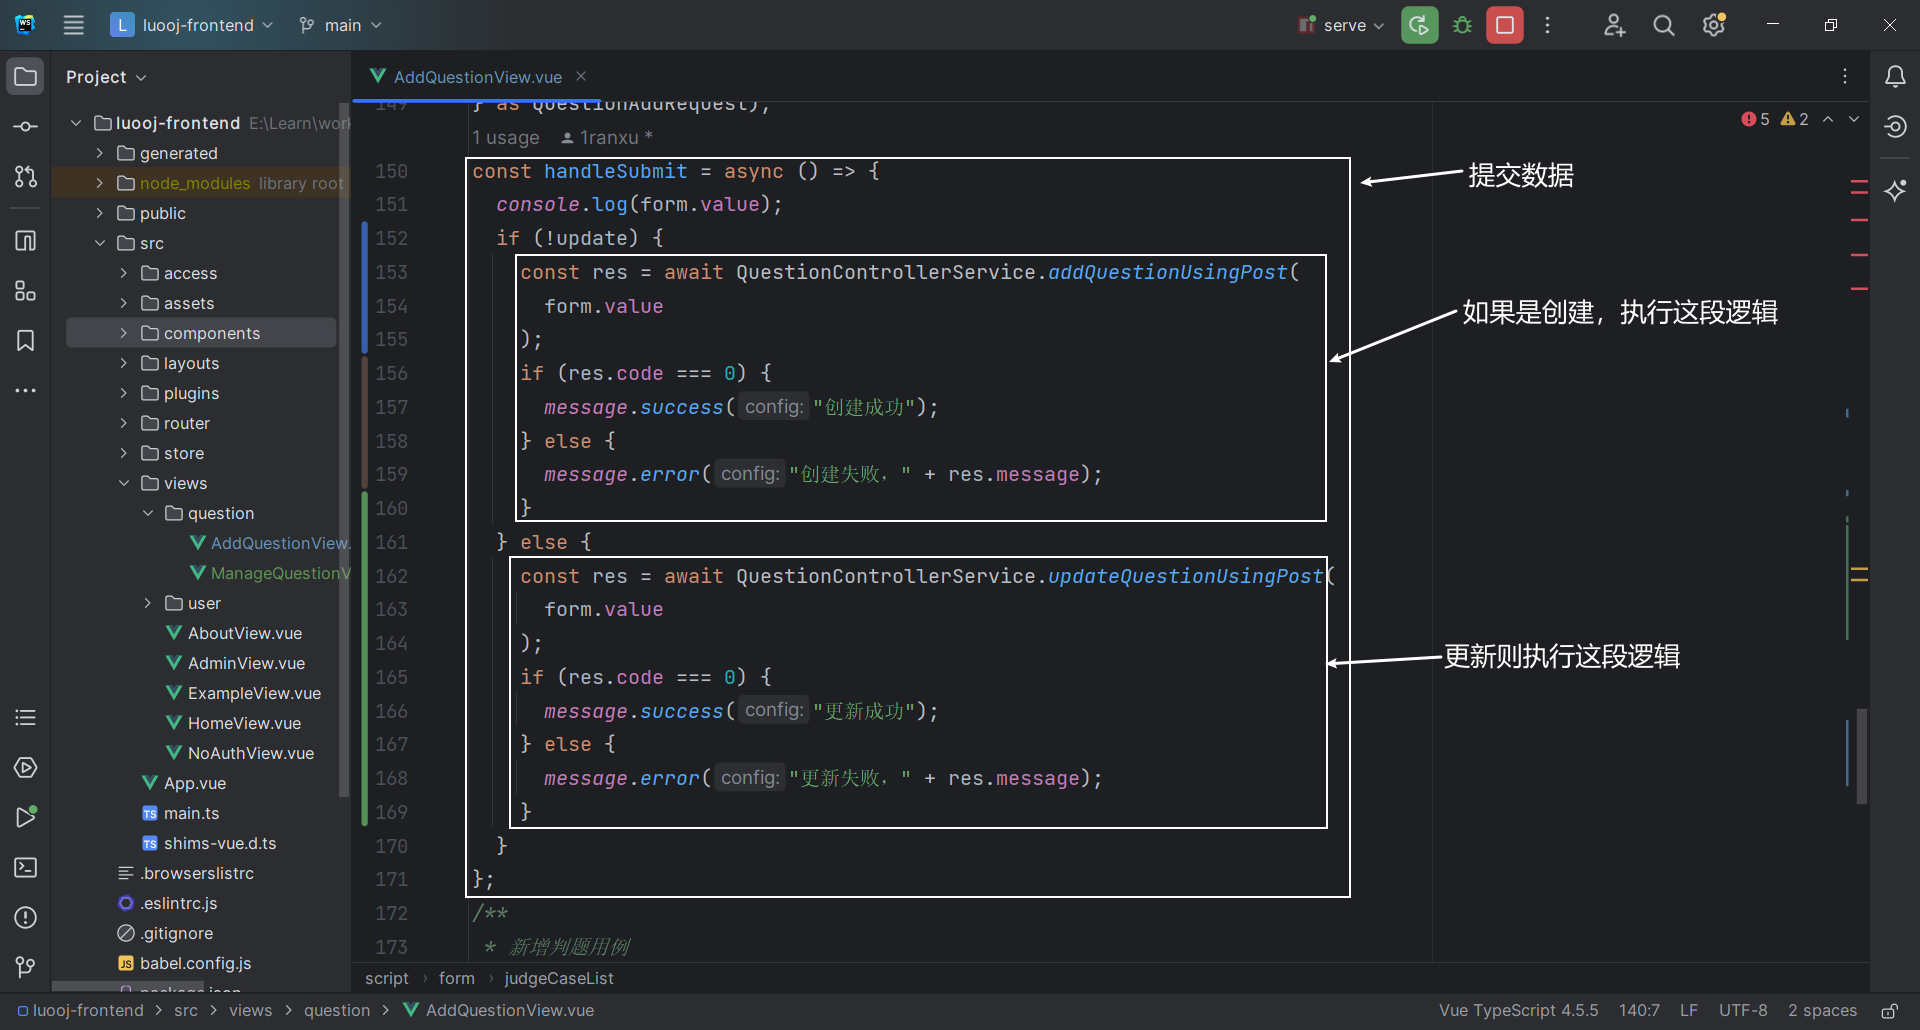 L luooj-frontend main serve
Project
luooj-frontend E:\Learn\work
generated
node_modules library root
public
src
access
assets
components
layouts
plugins
router
store
views
question
AddQuestionView.
ManageQuestionV
user
AboutView.vue
AdminView.vue
ExampleView.vue
HomeView.vue
NoAuthView.vue
App.vue
TS main.ts
TS shims-vue.d.ts
.browserslistrc
.eslintrc.js
.gitignore
JS babel.config.js
package.json
AddQuestionView.vue
5 2
149 } as QuestionAddRequest);
1 usage 1ranxu *
150 const handleSubmit = async () => {
151 console.log(form.value);
152 if (!update) {
153 const res = await QuestionControllerService.addQuestionUsingPost(
154 form.value
155 );
156 if (res.code === 0) {
157 message.success( config: "创建成功");
158 } else {
159 message.error( config: "创建失败，" + res.message);
160 }
161 } else {
162 const res = await QuestionControllerService.updateQuestionUsingPost(
163 form.value
164 );
165 if (res.code === 0) {
166 message.success( config: "更新成功");
167 } else {
168 message.error( config: "更新失败，" + res.message);
169 }
170 }
171 };
172 /**
173 * 新增判题用例
提交数据
如果是创建，执行这段逻辑
更新则执行这段逻辑
script › form › judgeCaseList
luooj-frontend > src > views > question > AddQuestionView.vue
Vue TypeScript 4.5.5 140:7 LF UTF-8 2 spaces